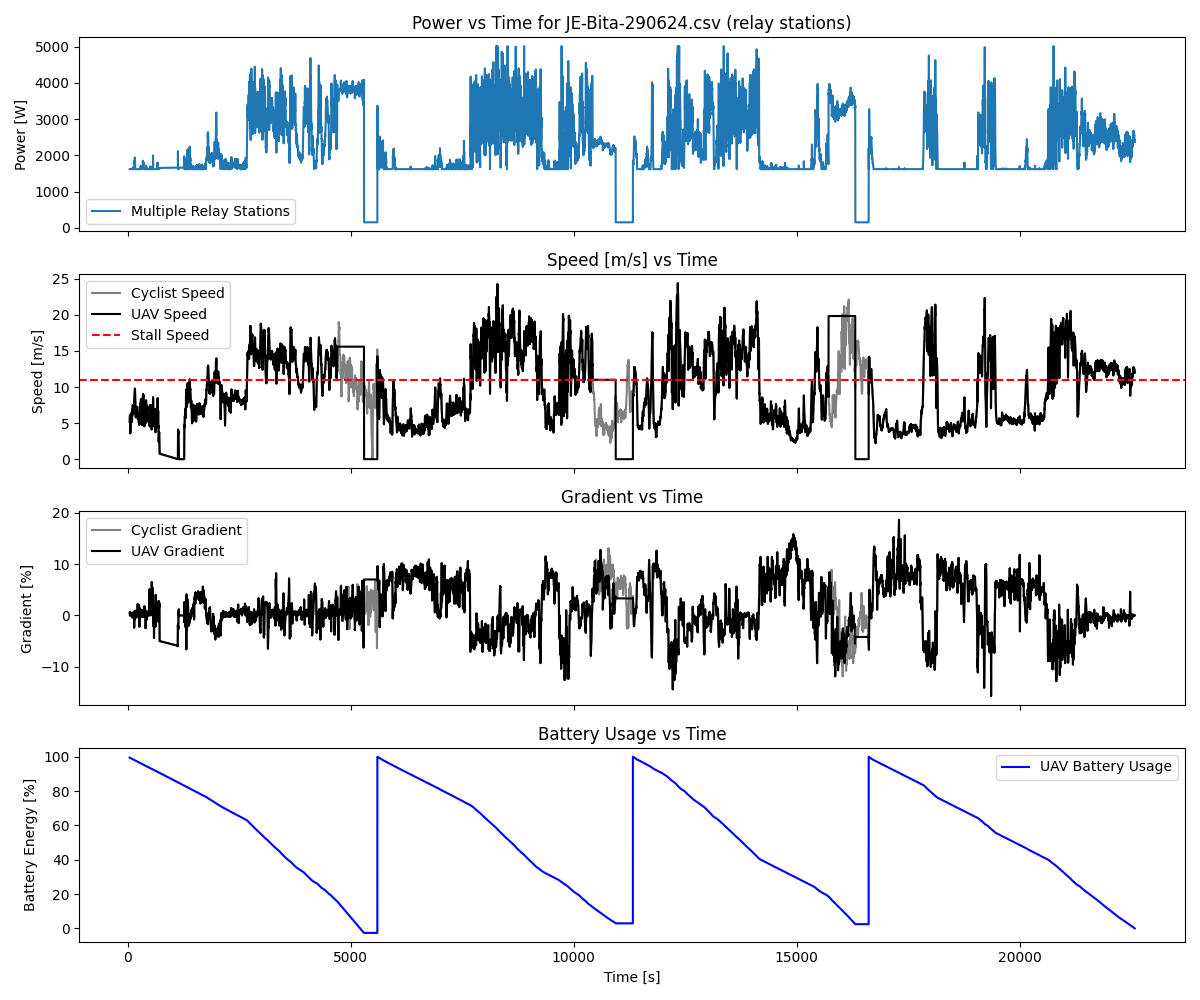 Power vs Time for JE-Bita-290624.csv (relay stations)
Power [W]
5000
4000
3000
2000
1000
0
Multiple Relay Stations
Speed [m/s] vs Time
Speed [m/s]
25
20
15
10
5
0
Cyclist Speed
UAV Speed
Stall Speed
Gradient vs Time
Gradient [%]
20
10
0
−10
Cyclist Gradient
UAV Gradient
Battery Usage vs Time
Battery Energy [%]
100
80
60
40
20
0
UAV Battery Usage
0 5000 10000 15000 20000
Time [s]